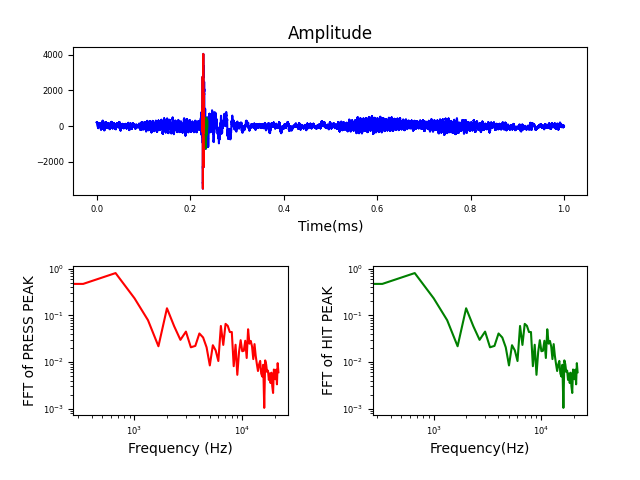 Amplitude
4000
2000
0
−2000
0.0 0.2 0.4 0.6 0.8 1.0
Time(ms)
FFT of PRESS PEAK
10⁰
10⁻¹
10⁻²
10⁻³
10³ 10⁴
Frequency (Hz)
FFT of HIT PEAK
10⁰
10⁻¹
10⁻²
10⁻³
10³ 10⁴
Frequency(Hz)